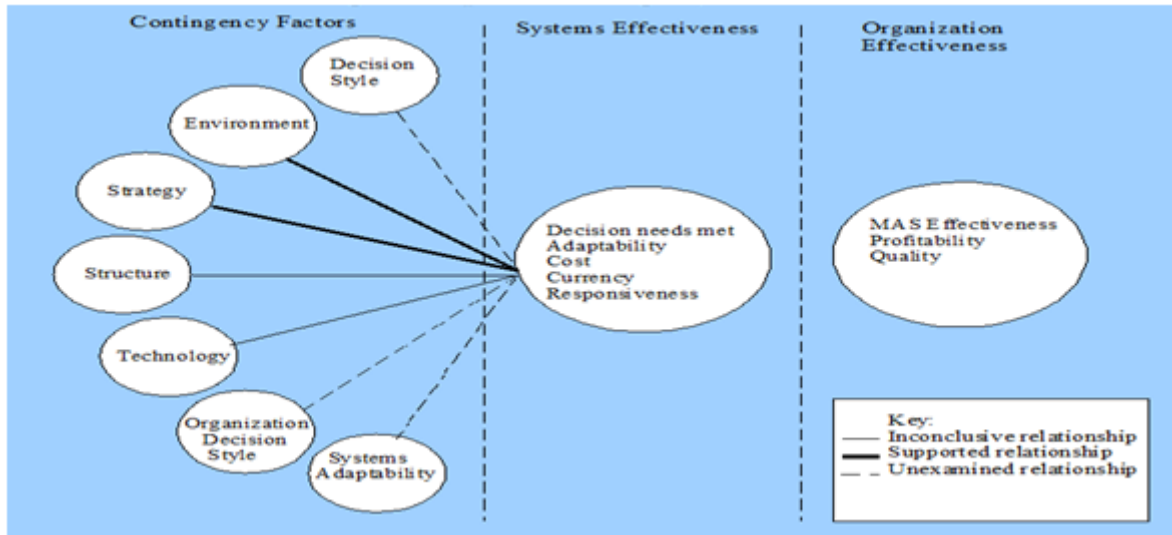 Contingency Factors
Systems Effectiveness
Organization
Effectiveness
Decision
Style
Environment
Strategy
Structure
Technology
Organization
Decision
Style
Systems
Adaptability
Decision needs met
Adaptability
Cost
Currency
Responsiveness
MAS Effectiveness
Profitability
Quality
Key:
Inconclusive relationship
Supported relationship
Unexamined relationship